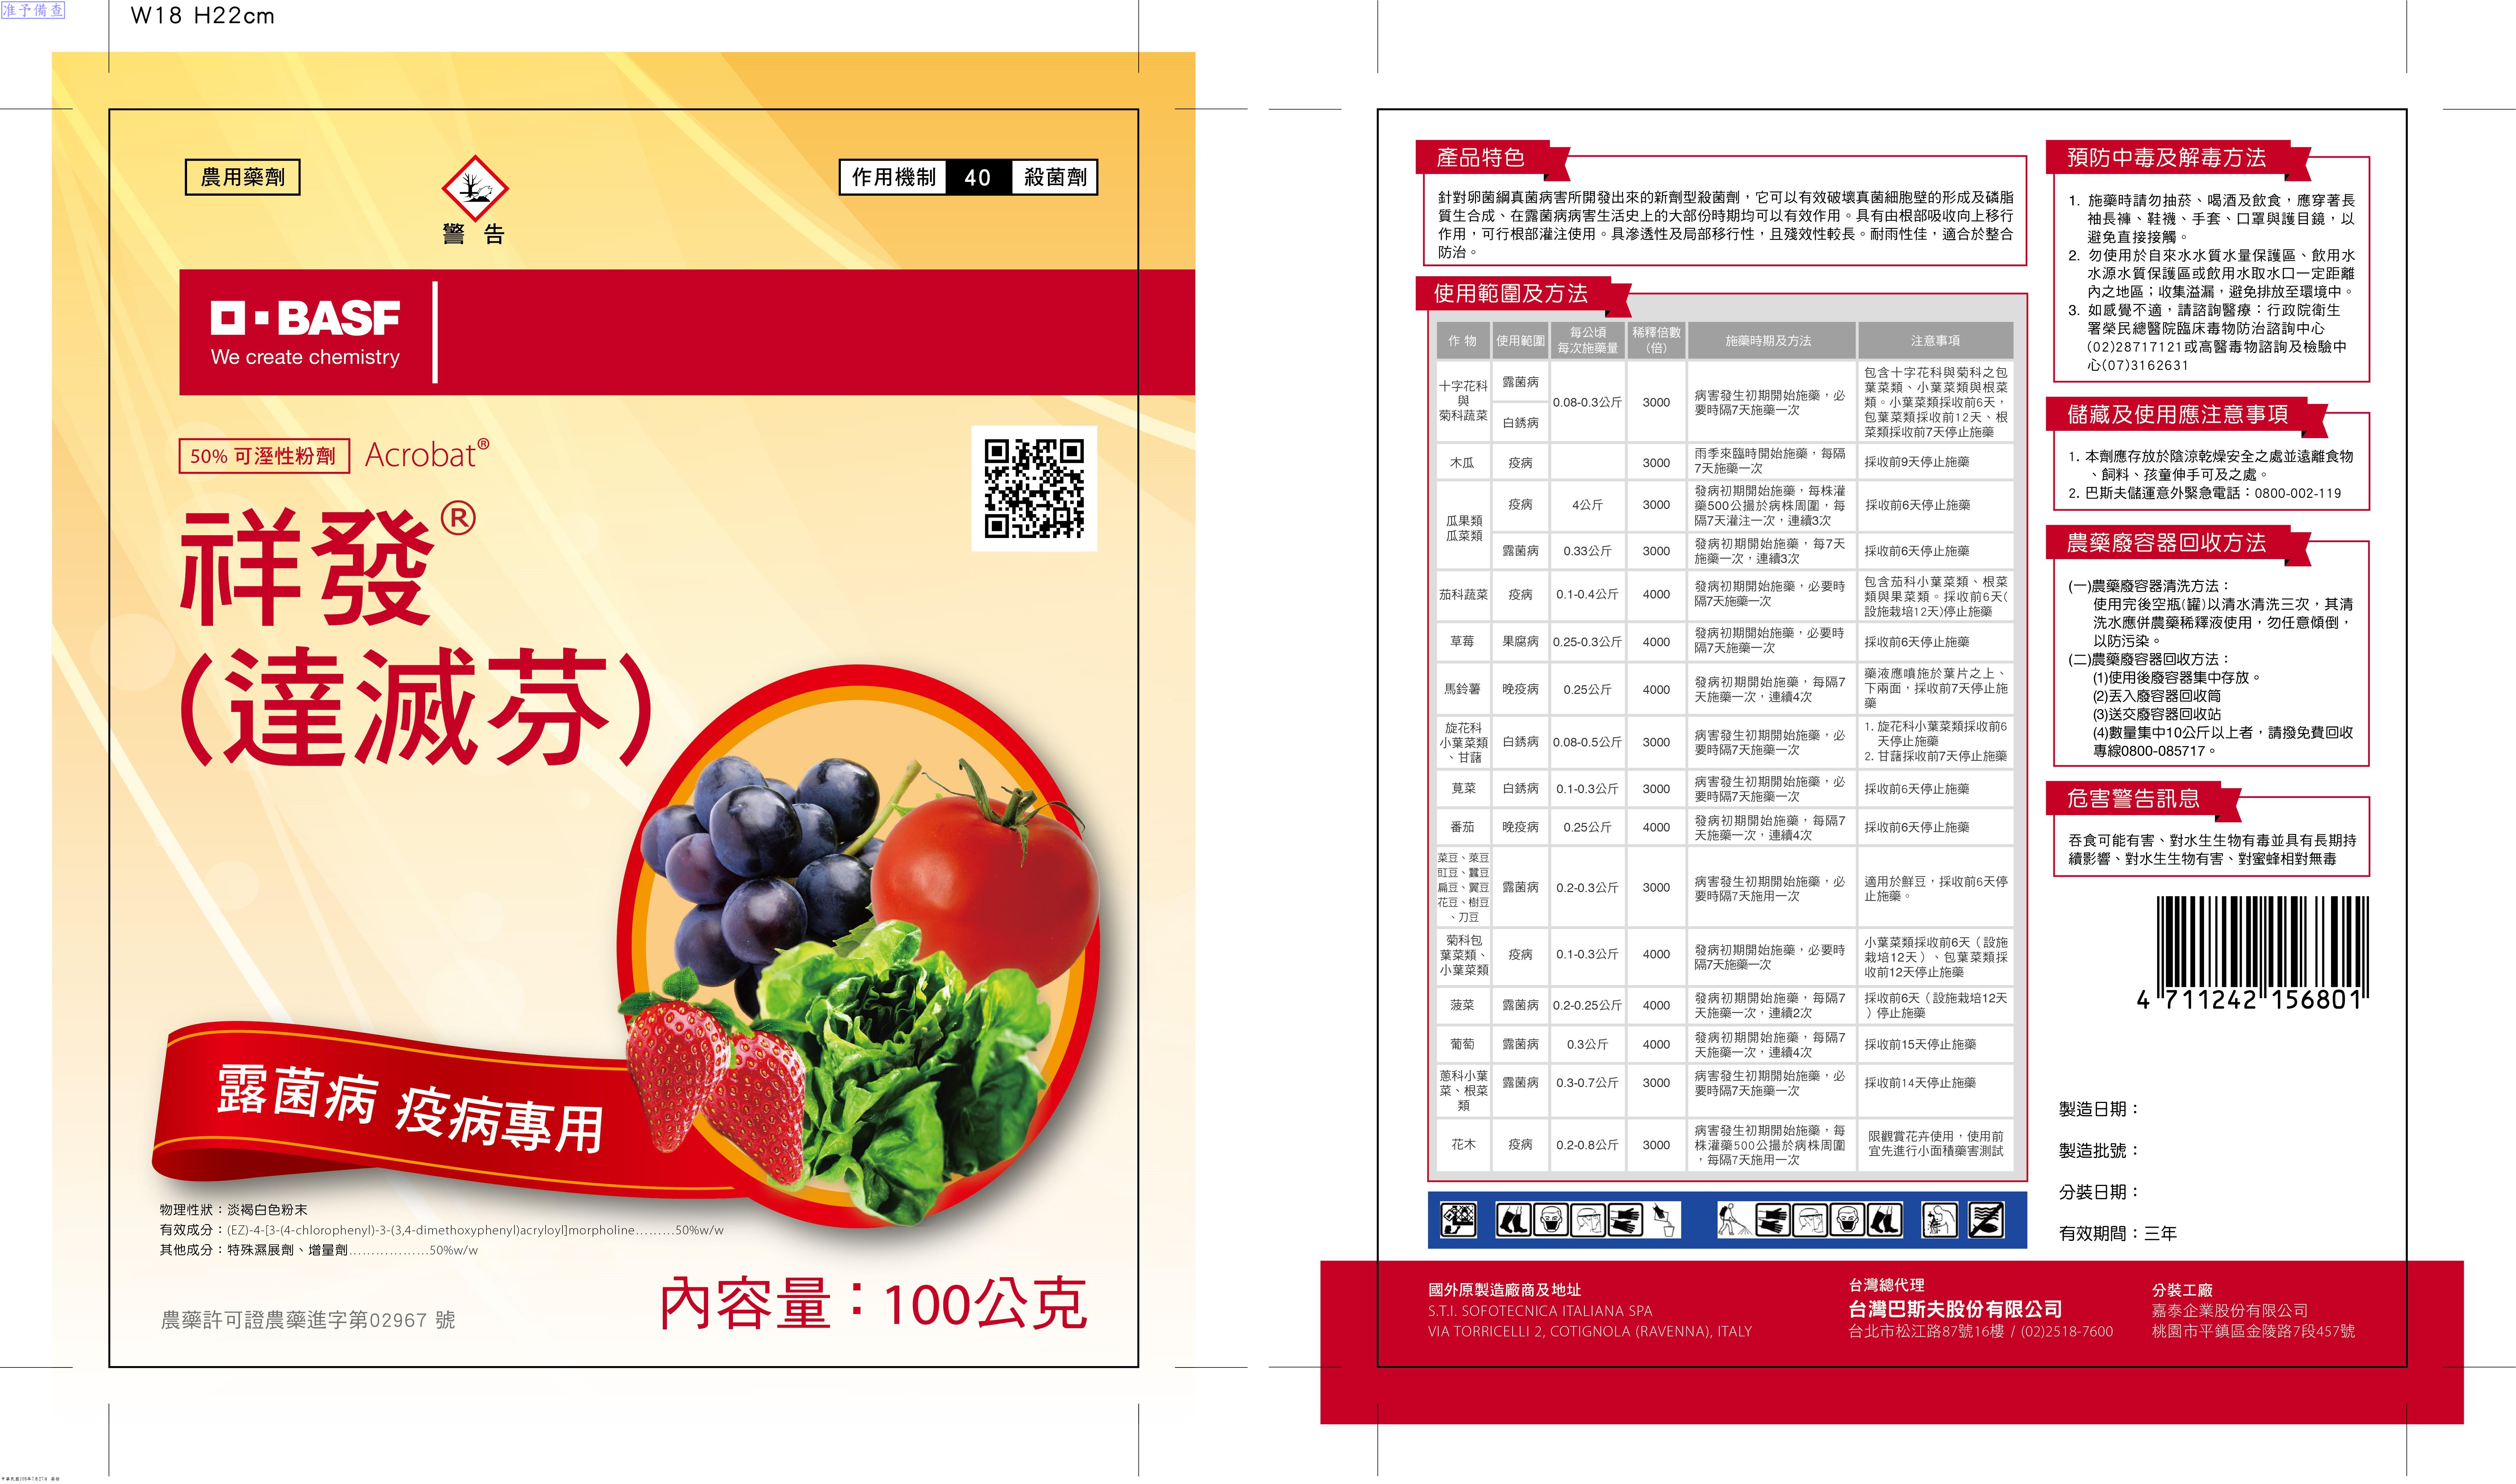 准予備查
W18 H22cm
農用藥劑
警 告
作用機制 40 殺菌劑
BASF
We create chemistry
50% 可溼性粉劑
Acrobat®
祥發®
(達滅芬)
露菌病 疫病專用
物理性狀：淡褐白色粉末
有效成分：(EZ)-4-[3-(4-chlorophenyl)-3-(3,4-dimethoxyphenyl)acryloyl]morpholine.........50%w/w
其他成分：特殊濕展劑、增量劑..................50%w/w
農藥許可證農藥進字第02967 號
內容量：100公克
產品特色
針對卵菌綱真菌病害所開發出來的新劑型殺菌劑，它可以有效破壞真菌細胞壁的形成及磷脂
質生合成、在露菌病病害生活史上的大部份時期均可以有效作用。具有由根部吸收向上移行
作用，可行根部灌注使用。具滲透性及局部移行性，且殘效性較長。耐雨性佳，適合於整合
防治。
使用範圍及方法
作 物 使用範圍 每公頃 每次施藥量 稀釋倍數 （倍） 施藥時期及方法 注意事項
十字花科
與
菊科蔬菜
露菌病
白銹病
0.08-0.3公斤
3000
病害發生初期開始施藥，必
要時隔7天施藥一次
包含十字花科與菊科之包
葉菜類、小葉菜類與根菜
類。小葉菜類採收前6天，
包葉菜類採收前12天、根
菜類採收前7天停止施藥
木瓜
疫病
3000
雨季來臨時開始施藥，每隔
7天施藥一次
採收前9天停止施藥
瓜果類
瓜菜類
疫病
4公斤
3000
發病初期開始施藥，每株灌
藥500公撮於病株周圍，每
隔7天灌注一次，連續3次
採收前6天停止施藥
露菌病
0.33公斤
3000
發病初期開始施藥，每7天
施藥一次，連續3次
採收前6天停止施藥
茄科蔬菜
疫病
0.1-0.4公斤
4000
發病初期開始施藥，必要時
隔7天施藥一次
包含茄科小葉菜類、根菜
類與果菜類。採收前6天(
設施栽培12天)停止施藥
草莓
果腐病
0.25-0.3公斤
4000
發病初期開始施藥，必要時
隔7天施藥一次
採收前6天停止施藥
馬鈴薯
晚疫病
0.25公斤
4000
發病初期開始施藥，每隔7
天施藥一次，連續4次
藥液應噴施於葉片之上、
下兩面，採收前7天停止施
藥
旋花科
小葉菜類
、甘藷
白銹病
0.08-0.5公斤
3000
病害發生初期開始施藥，必
要時隔7天施藥一次
1. 旋花科小葉菜類採收前6
天停止施藥
2. 甘藷採收前7天停止施藥
莧菜
白銹病
0.1-0.3公斤
3000
病害發生初期開始施藥，必
要時隔7天施藥一次
採收前6天停止施藥
番茄
晚疫病
0.25公斤
4000
發病初期開始施藥，每隔7
天施藥一次，連續4次
採收前6天停止施藥
菜豆、萊豆
豇豆、蠶豆
扁豆、翼豆
花豆、樹豆
、刀豆
露菌病
0.2-0.3公斤
3000
病害發生初期開始施藥，必
要時隔7天施用一次
適用於鮮豆，採收前6天停
止施藥。
菊科包
葉菜類、
小葉菜類
疫病
0.1-0.3公斤
4000
發病初期開始施藥，必要時
隔7天施藥一次
小葉菜類採收前6天（設施
栽培12天）、包葉菜類採
收前12天停止施藥
菠菜
露菌病
0.2-0.25公斤
4000
發病初期開始施藥，每隔7
天施藥一次，連續2次
採收前6天（設施栽培12天
）停止施藥
葡萄
露菌病
0.3公斤
4000
發病初期開始施藥，每隔7
天施藥一次，連續4次
採收前15天停止施藥
蔥科小葉
菜、根菜
類
露菌病
0.3-0.7公斤
3000
病害發生初期開始施藥，必
要時隔7天施藥一次
採收前14天停止施藥
花木
疫病
0.2-0.8公斤
3000
病害發生初期開始施藥，每
株灌藥500公撮於病株周圍
，每隔7天施用一次
限觀賞花卉使用，使用前
宜先進行小面積藥害測試
預防中毒及解毒方法
1. 施藥時請勿抽菸、喝酒及飲食，應穿著長
袖長褲、鞋襪、手套、口罩與護目鏡，以
避免直接接觸。
2. 勿使用於自來水水質水量保護區、飲用水
水源水質保護區或飲用水取水口一定距離
內之地區；收集溢漏，避免排放至環境中。
3. 如感覺不適，請諮詢醫療：行政院衛生
署榮民總醫院臨床毒物防治諮詢中心
(02)28717121或高醫毒物諮詢及檢驗中
心(07)3162631
儲藏及使用應注意事項
1. 本劑應存放於陰涼乾燥安全之處並遠離食物
、飼料、孩童伸手可及之處。
2. 巴斯夫儲運意外緊急電話：0800-002-119
農藥廢容器回收方法
(一)農藥廢容器清洗方法：
使用完後空瓶(罐)以清水清洗三次，其清
洗水應併農藥稀釋液使用，勿任意傾倒，
以防污染。
(二)農藥廢容器回收方法：
(1)使用後廢容器集中存放。
(2)丟入廢容器回收筒
(3)送交廢容器回收站
(4)數量集中10公斤以上者，請撥免費回收
專線0800-085717。
危害警告訊息
吞食可能有害、對水生生物有毒並具有長期持
續影響、對水生生物有害、對蜜蜂相對無毒
4 711242 156801
製造日期：
製造批號：
分裝日期：
有效期間：三年
國外原製造廠商及地址
S.T.I. SOFOTECNICA ITALIANA SPA
VIA TORRICELLI 2, COTIGNOLA (RAVENNA), ITALY
台灣總代理
台灣巴斯夫股份有限公司
台北市松江路87號16樓 / (02)2518-7600
分裝工廠
嘉泰企業股份有限公司
桃園市平鎮區金陵路7段457號